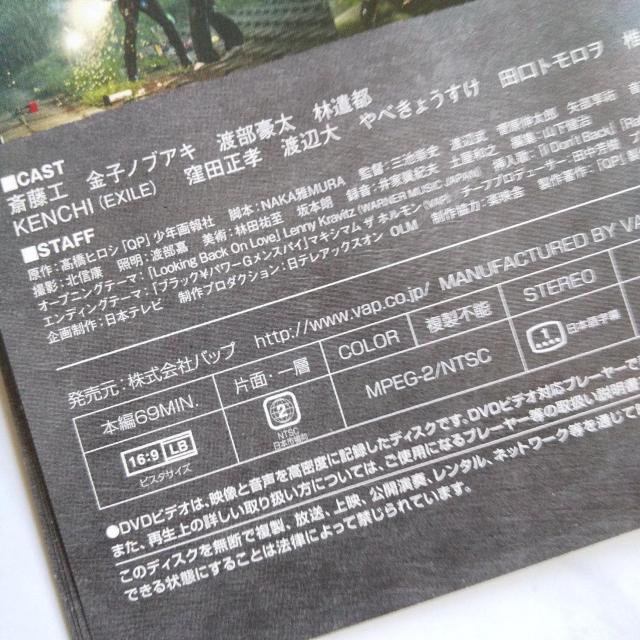 ■CAST
斎藤工 金子ノブアキ 渡部豪太 林遣都
KENCHI (EXILE) 窪田正孝 渡辺大 やべきょうすけ 田口トモロヲ
■STAFF
原作:高橋ヒロシ「QP」少年画報社 脚本:NAKA雅MURA 監督:三池崇史 渡辺武
撮影:北信康 照明:渡部嘉 美術:林田裕至 坂本朗 録音:
オープニングテーマ:「Looking Back On Love」Lenny Kravitz (WARNER MUSIC JAPAN) 挿入歌:「I Don't Back」
エンディングテーマ:「ブラック¥パワーGメンスパイ」マキシマム ザ ホルモン (VAP) チーフプロデューサー:
企画制作:日本テレビ 制作プロダクション:日テレアックスオン OLM 制作協力:楽映舎 製作著作:「QP」
発売元:株式会社バップ http://www.vap.co.jp/ MANUFACTURED BY VA
本編69MIN. 片面・一層 COLOR 複製不能 STEREO
16:9 LB ビスタサイズ 2 NTSC 日本市場向 MPEG-2/NTSC 1 日本語字幕
●DVDビデオは、映像と音声を高密度に記録したディスクです。DVDビデオ対応プレーヤーで
また、再生上の詳しい取り扱い方については、ご使用になるプレーヤー等の取扱い説明書
このディスクを無断で複製、放送、上映、公開演奏、レンタル、ネットワーク等を通じて
できる状態にすることは法律によって禁じられています。